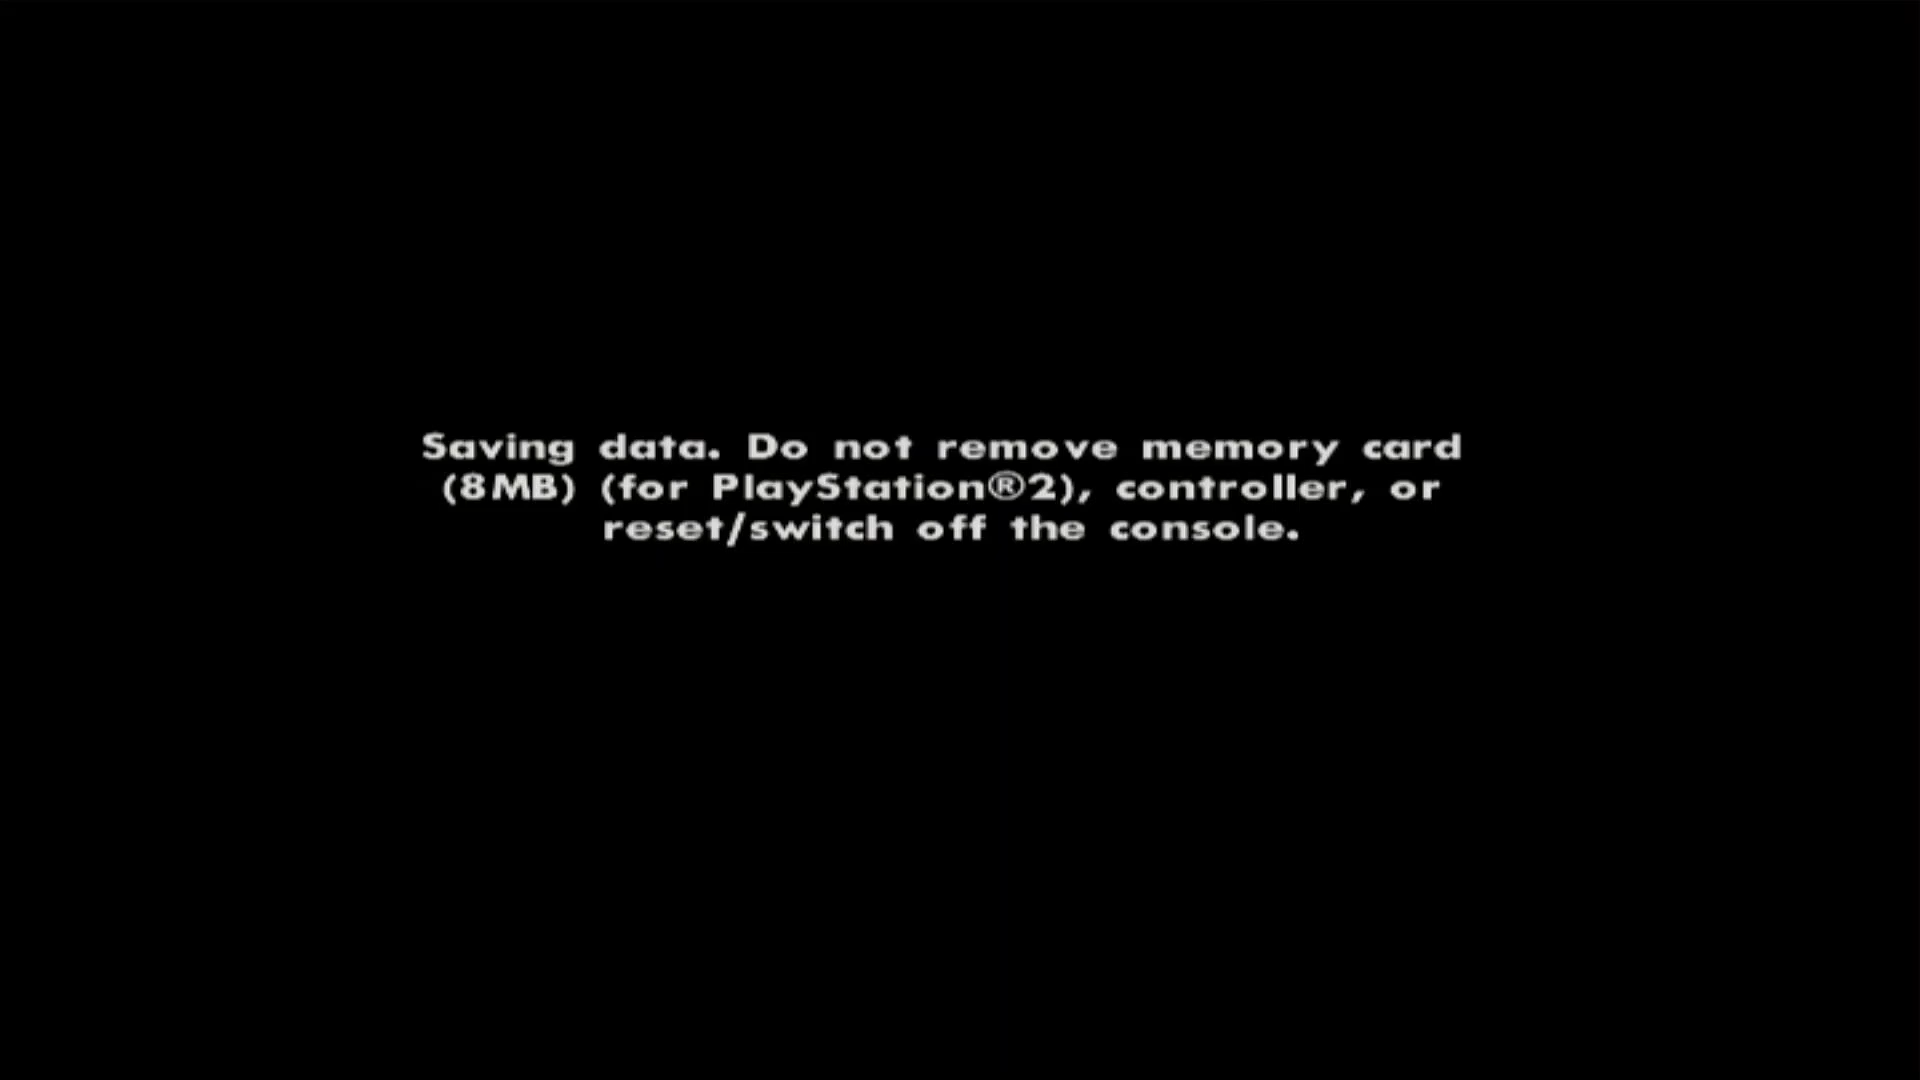 Saving data. Do not remove memory card
(8MB) (for PlayStation®2), controller, or
reset/switch off the console.